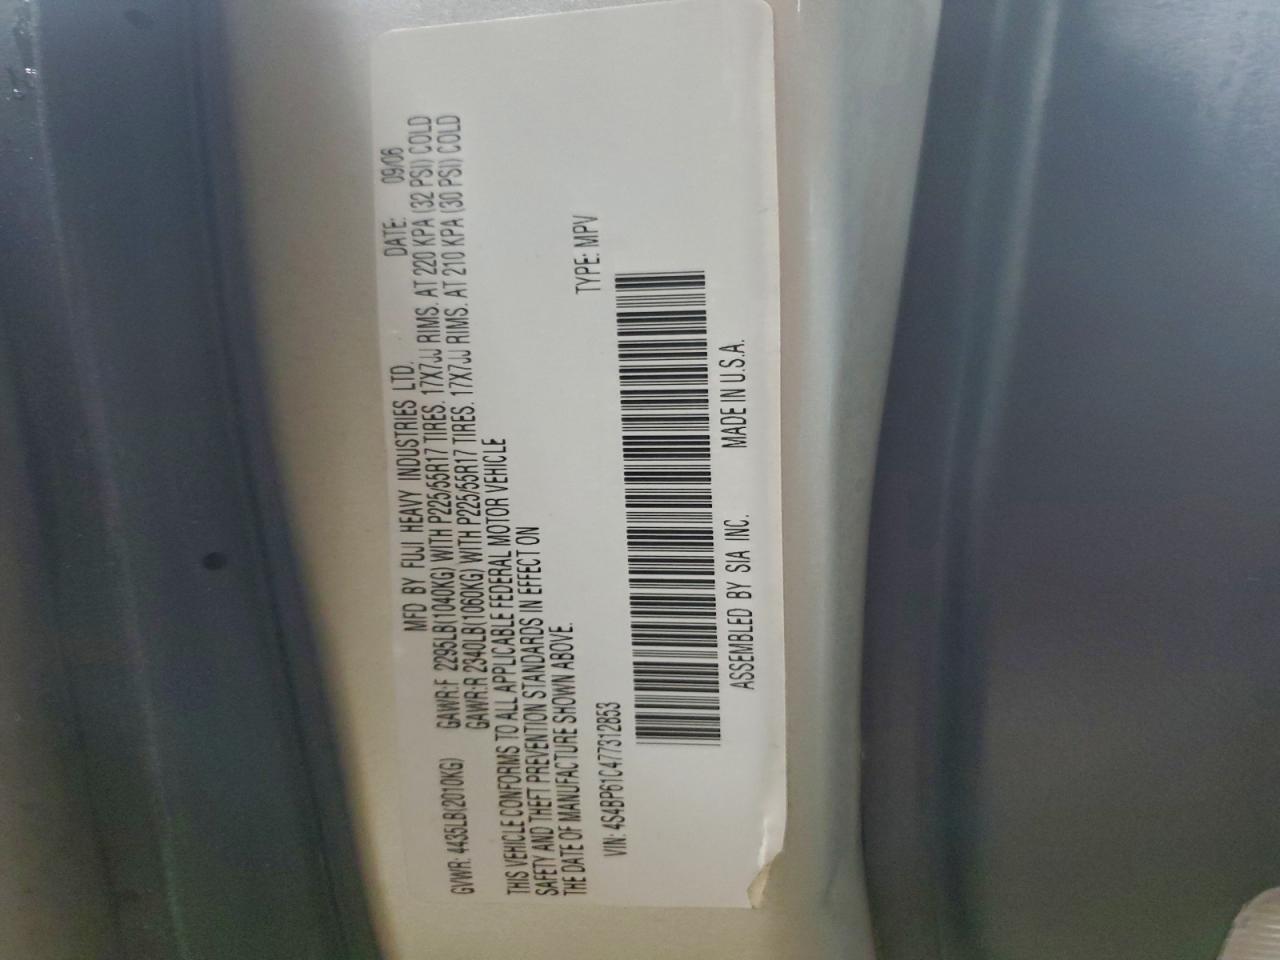 MFD BY FUJI HEAVY INDUSTRIES LTD. DATE: 09/06
GVWR: 4435LB(2010KG) GAWR:F 2295LB(1040KG) WITH P225/55R17 TIRES. 17X7JJ RIMS. AT 220 KPA (32 PSI) COLD
GAWR:R 2340LB(1060KG) WITH P225/55R17 TIRES. 17X7JJ RIMS. AT 210 KPA (30 PSI) COLD
THIS VEHICLE CONFORMS TO ALL APPLICABLE FEDERAL MOTOR VEHICLE
SAFETY AND THEFT PREVENTION STANDARDS IN EFFECT ON
THE DATE OF MANUFACTURE SHOWN ABOVE.
VIN: 4S4BP61C477312853 TYPE: MPV
ASSEMBLED BY SIA INC. MADE IN U.S.A.